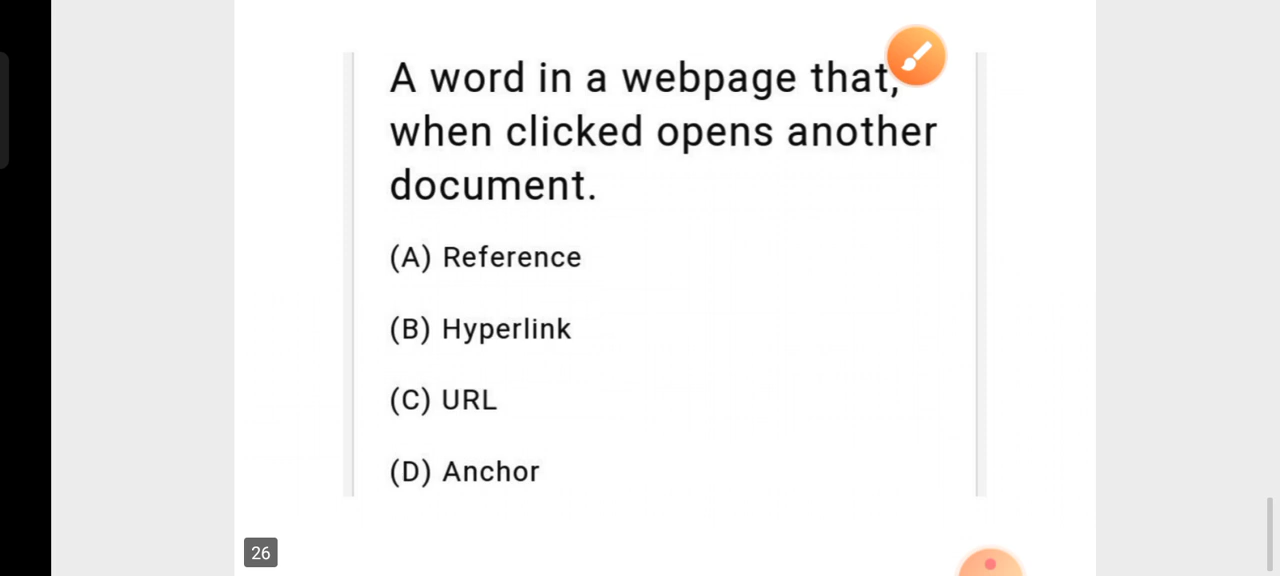 A word in a webpage that,
when clicked opens another
document.
(A) Reference
(B) Hyperlink
(C) URL
(D) Anchor
26